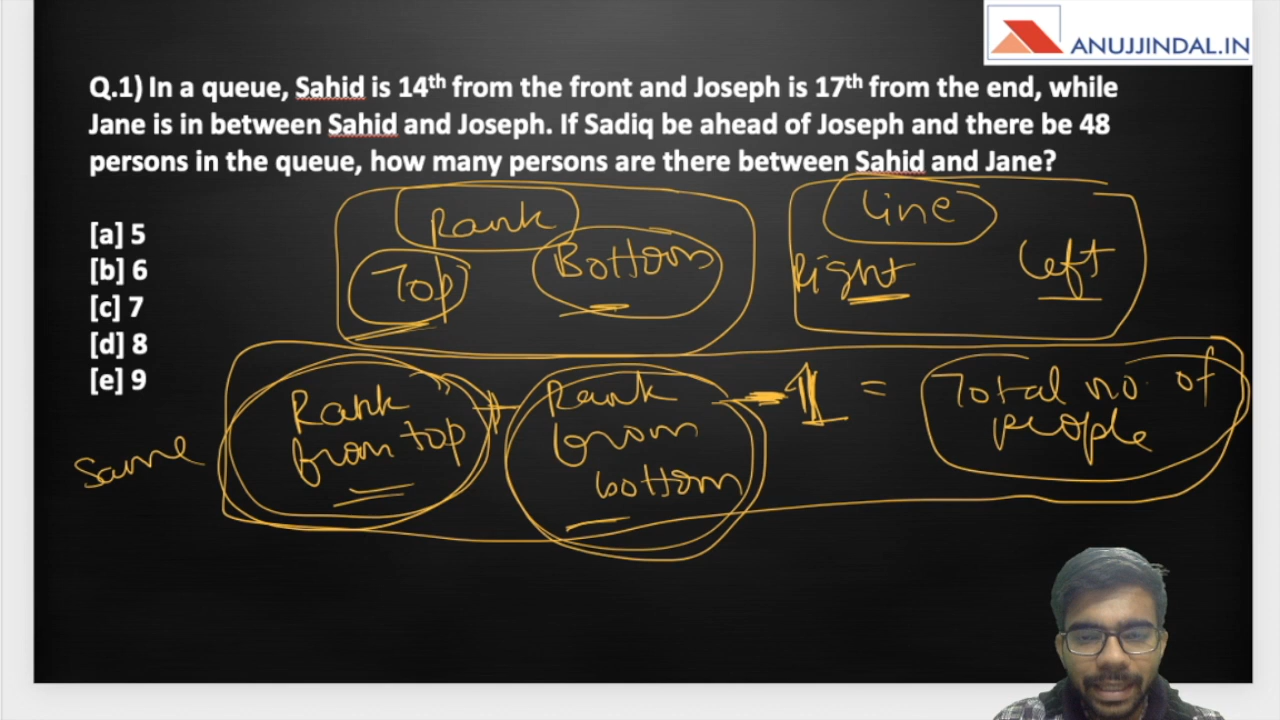 ANUJJINDAL.IN
Q.1) In a queue, Sahid is 14th from the front and Joseph is 17th from the end, while
Jane is in between Sahid and Joseph. If Sadiq be ahead of Joseph and there be 48
persons in the queue, how many persons are there between Sahid and Jane?
[a] 5
[b] 6
[c] 7
[d] 8
[e] 9
Rank
Top Bottom
Line
Right Left
Same
Rank
from top
+
Rank
from
bottom
- 1 =
Total no. of
people